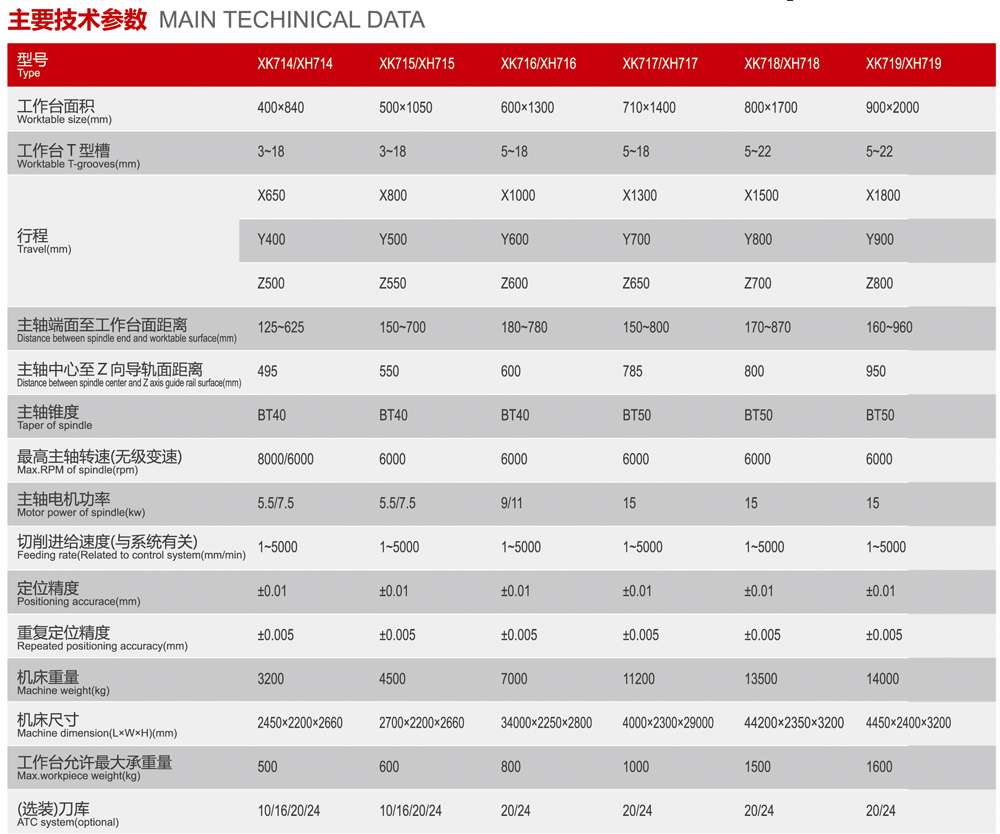 主要技术参数 MAIN TECHINICAL DATA
型号 XK714/XH714 XK715/XH715 XK716/XH716 XK717/XH717 XK718/XH718 XK719/XH719
Type
工作台面积 400×840 500×1050 600×1300 710×1400 800×1700 900×2000
Worktable size(mm)
工作台T型槽 3~18 3~18 5~18 5~18 5~22 5~22
Worktable T-grooves(mm)
X650 X800 X1000 X1300 X1500 X1800
行程 Y400 Y500 Y600 Y700 Y800 Y900
Travel(mm)
Z500 Z550 Z600 Z650 Z700 Z800
主轴端面至工作台面距离 125~625 150~700 180~780 150~800 170~870 160~960
Distance between spindle end and worktable surface(mm)
主轴中心至Z向导轨面距离 495 550 600 785 800 950
Distance between spindle center and Z axis guide rail surface(mm)
主轴锥度 BT40 BT40 BT40 BT50 BT50 BT50
Taper of spindle
最高主轴转速(无级变速) 8000/6000 6000 6000 6000 6000 6000
Max.RPM of spindle(rpm)
主轴电机功率 5.5/7.5 5.5/7.5 9/11 15 15 15
Motor power of spindle(kw)
切削进给速度(与系统有关) 1~5000 1~5000 1~5000 1~5000 1~5000 1~5000
Feeding rate(Related to control system(mm/min)
定位精度 ±0.01 ±0.01 ±0.01 ±0.01 ±0.01 ±0.01
Positioning accurace(mm)
重复定位精度 ±0.005 ±0.005 ±0.005 ±0.005 ±0.005 ±0.005
Repeated positioning accuracy(mm)
机床重量 3200 4500 7000 11200 13500 14000
Machine weight(kg)
机床尺寸 2450×2200×2660 2700×2200×2660 34000×2250×2800 4000×2300×29000 44200×2350×3200 4450×2400×3200
Machine dimension(L×W×H)(mm)
工作台允许最大承重量 500 600 800 1000 1500 1600
Max.workpiece weight(kg)
(选装)刀库 10/16/20/24 10/16/20/24 20/24 20/24 20/24 20/24
ATC system(optional)